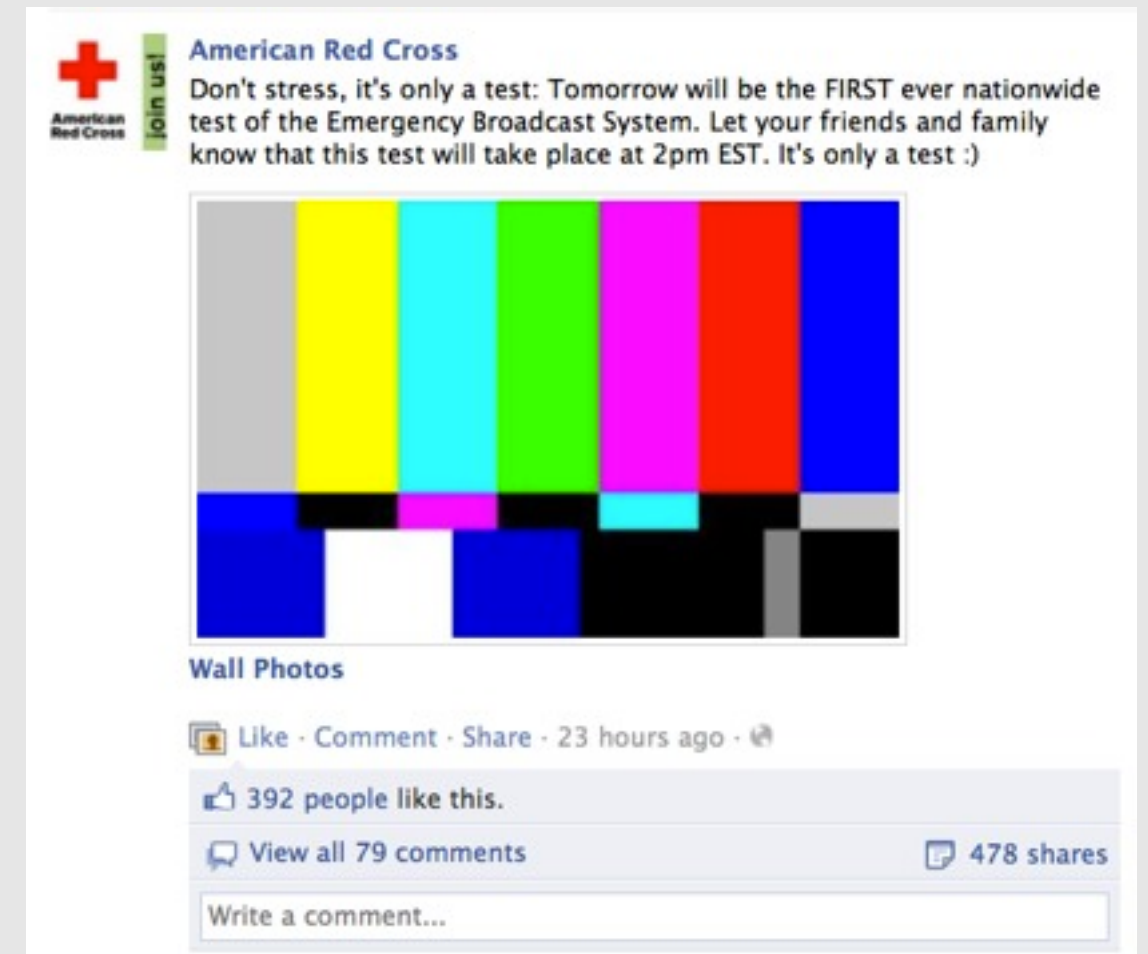 American Red Cross
join us!
American
Red Cross
Don't stress, it's only a test: Tomorrow will be the FIRST ever nationwide
test of the Emergency Broadcast System. Let your friends and family
know that this test will take place at 2pm EST. It's only a test :)
Wall Photos
Like · Comment · Share · 23 hours ago ·
392 people like this.
View all 79 comments
478 shares
Write a comment...